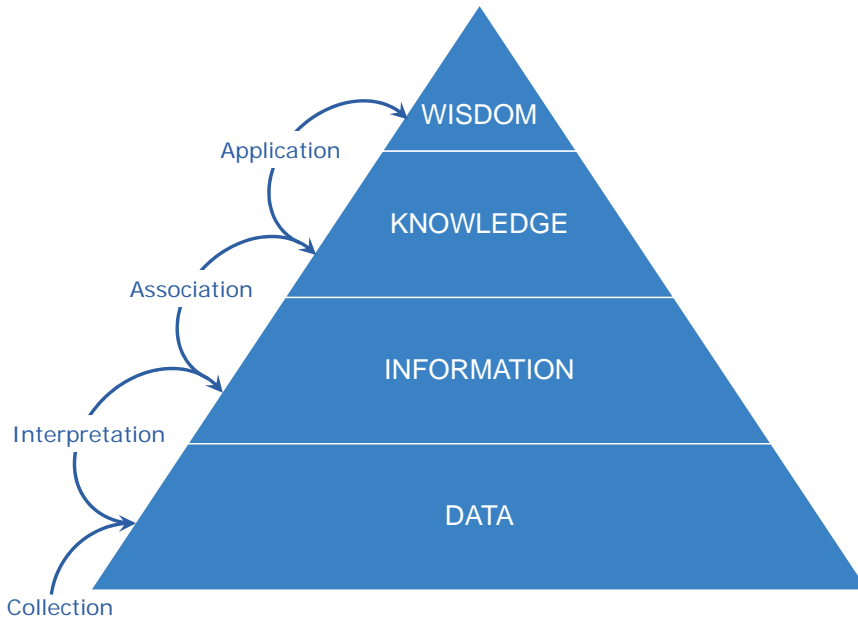 WISDOM
Application
KNOWLEDGE
Association
INFORMATION
Interpretation
DATA
Collection